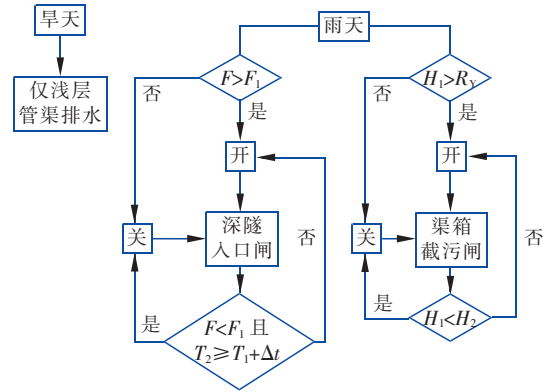 旱天
仅浅层
管渠排水
雨天
F>F₁
否
是
开
关
深隧
入口闸
否
是
F<F₁ 且
T₂≥T₁+Δt
H₁>R_Y
否
是
开
关
渠箱
截污闸
否
是
H₁<H₂